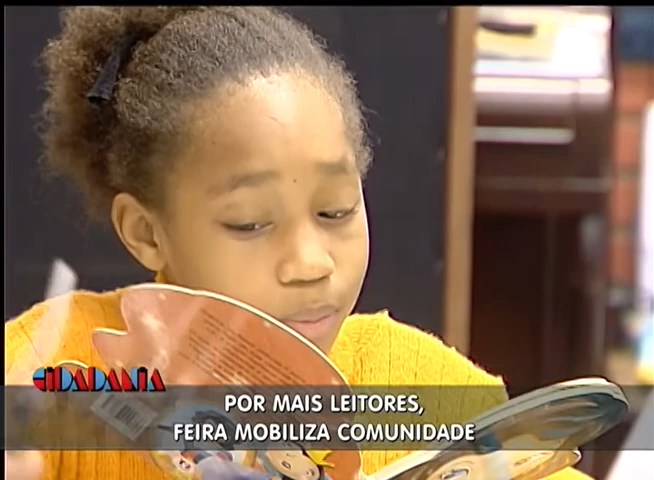 CIDADANIA
POR MAIS LEITORES,
FEIRA MOBILIZA COMUNIDADE